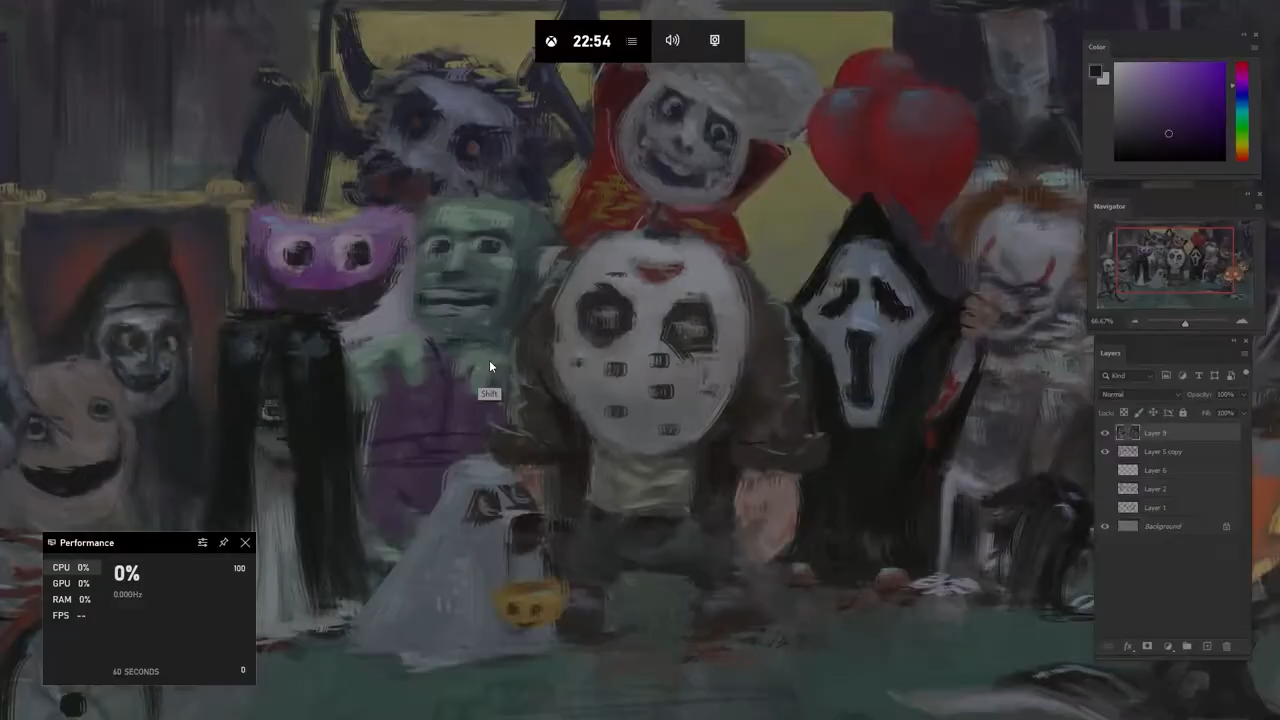 22:54
Color
Navigator
66.67%
Layers
Kind
Normal Opacity: 100%
Lock: Fill: 100%
Layer 9
Layer 5 copy
Layer 6
Layer 2
Layer 1
Background
Shift
Performance
CPU 0%
GPU 0%
RAM 0%
FPS --
0%
0.000Hz
100
60 SECONDS
0